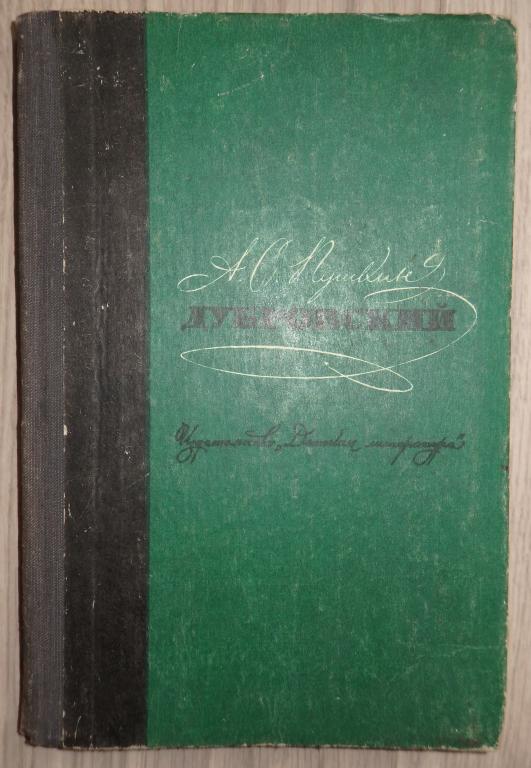 А. С. Пушкин
ДУБРОВСКИЙ
Издательство „Детская литература"